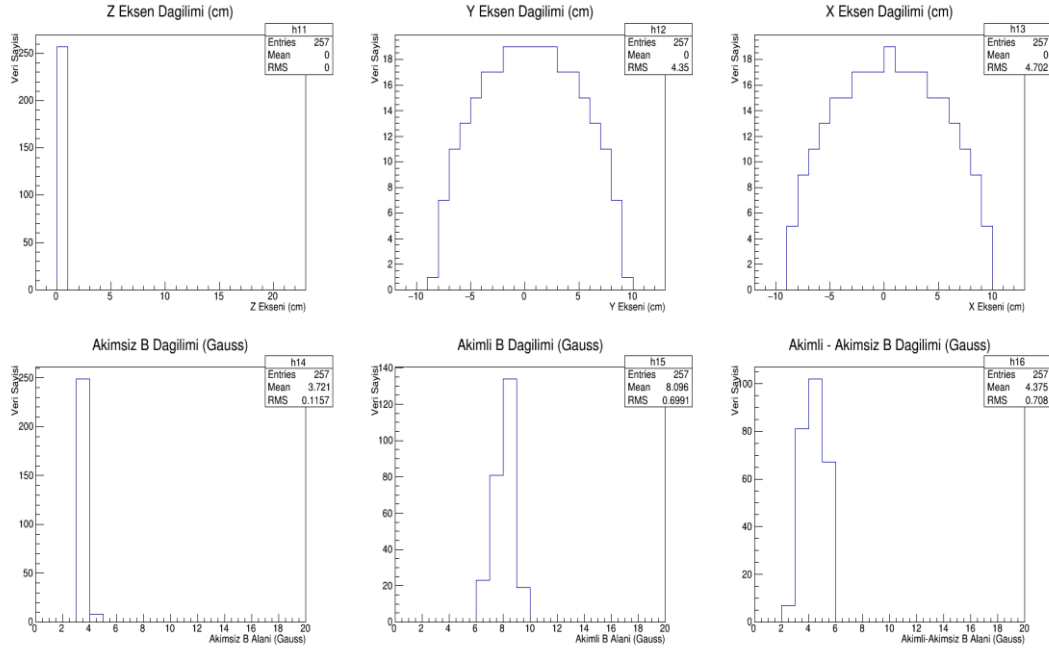 Z Eksen Dagilimi (cm)
Veri Sayisi
h11
Entries 257
Mean 0
RMS 0
250
200
150
100
50
0
0 5 10 15 20
Z Ekseni (cm)
Y Eksen Dagilimi (cm)
Veri Sayisi
h12
Entries 257
Mean 0
RMS 4.35
18
16
14
12
10
8
6
4
2
0
−10 −5 0 5 10
Y Ekseni (cm)
X Eksen Dagilimi (cm)
Veri Sayisi
h13
Entries 257
Mean 0
RMS 4.702
18
16
14
12
10
8
6
4
2
0
−10 −5 0 5 10
X Ekseni (cm)
Akimsiz B Dagilimi (Gauss)
Veri Sayisi
h14
Entries 257
Mean 3.721
RMS 0.1157
250
200
150
100
50
0
0 2 4 6 8 10 12 14 16 18 20
Akimsiz B Alani (Gauss)
Akimli B Dagilimi (Gauss)
Veri Sayisi
h15
Entries 257
Mean 8.096
RMS 0.6991
140
120
100
80
60
40
20
0
0 2 4 6 8 10 12 14 16 18 20
Akimli B Alani (Gauss)
Akimli - Akimsiz B Dagilimi (Gauss)
Veri Sayisi
h16
Entries 257
Mean 4.375
RMS 0.708
100
80
60
40
20
0
0 2 4 6 8 10 12 14 16 18 20
Akimli-Akimsiz B Alani (Gauss)